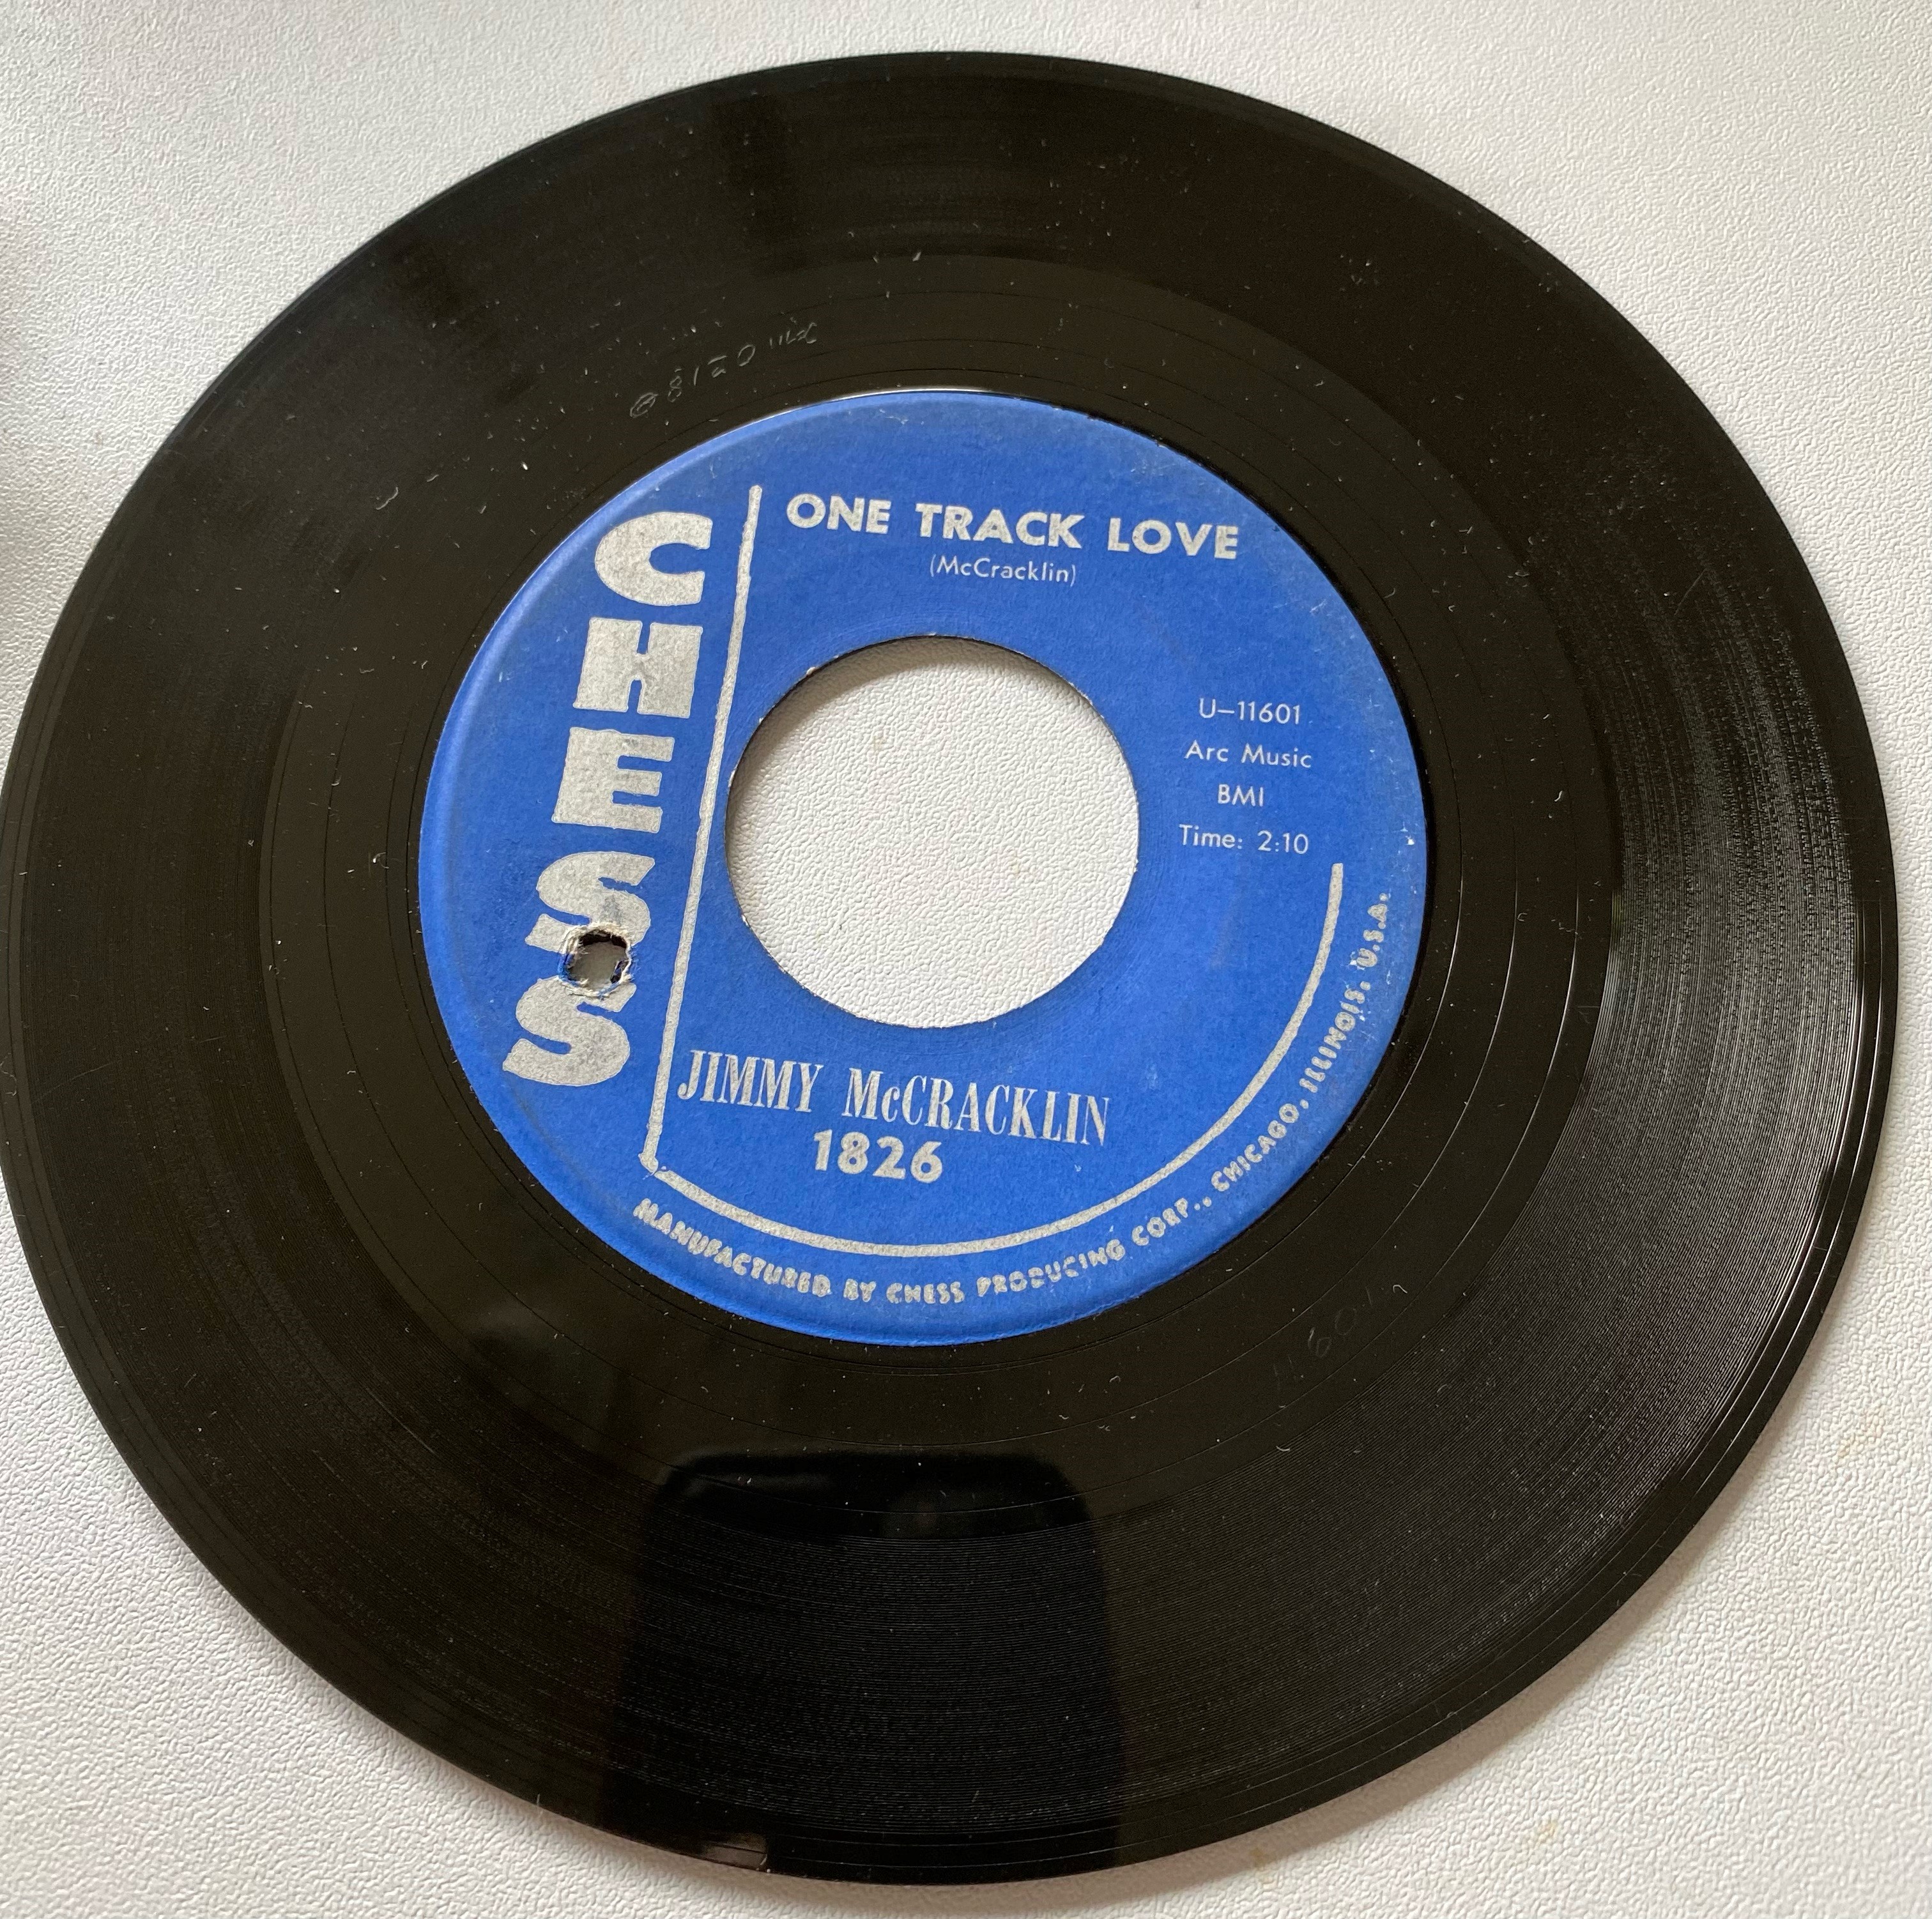 ONE TRACK LOVE
(McCracklin)
CHESS
U–11601
Arc Music
BMI
Time: 2:10
JIMMY McCRACKLIN
1826
MANUFACTURED BY CHESS PRODUCING CORP., CHICAGO, ILLINOIS, U.S.A.
11601